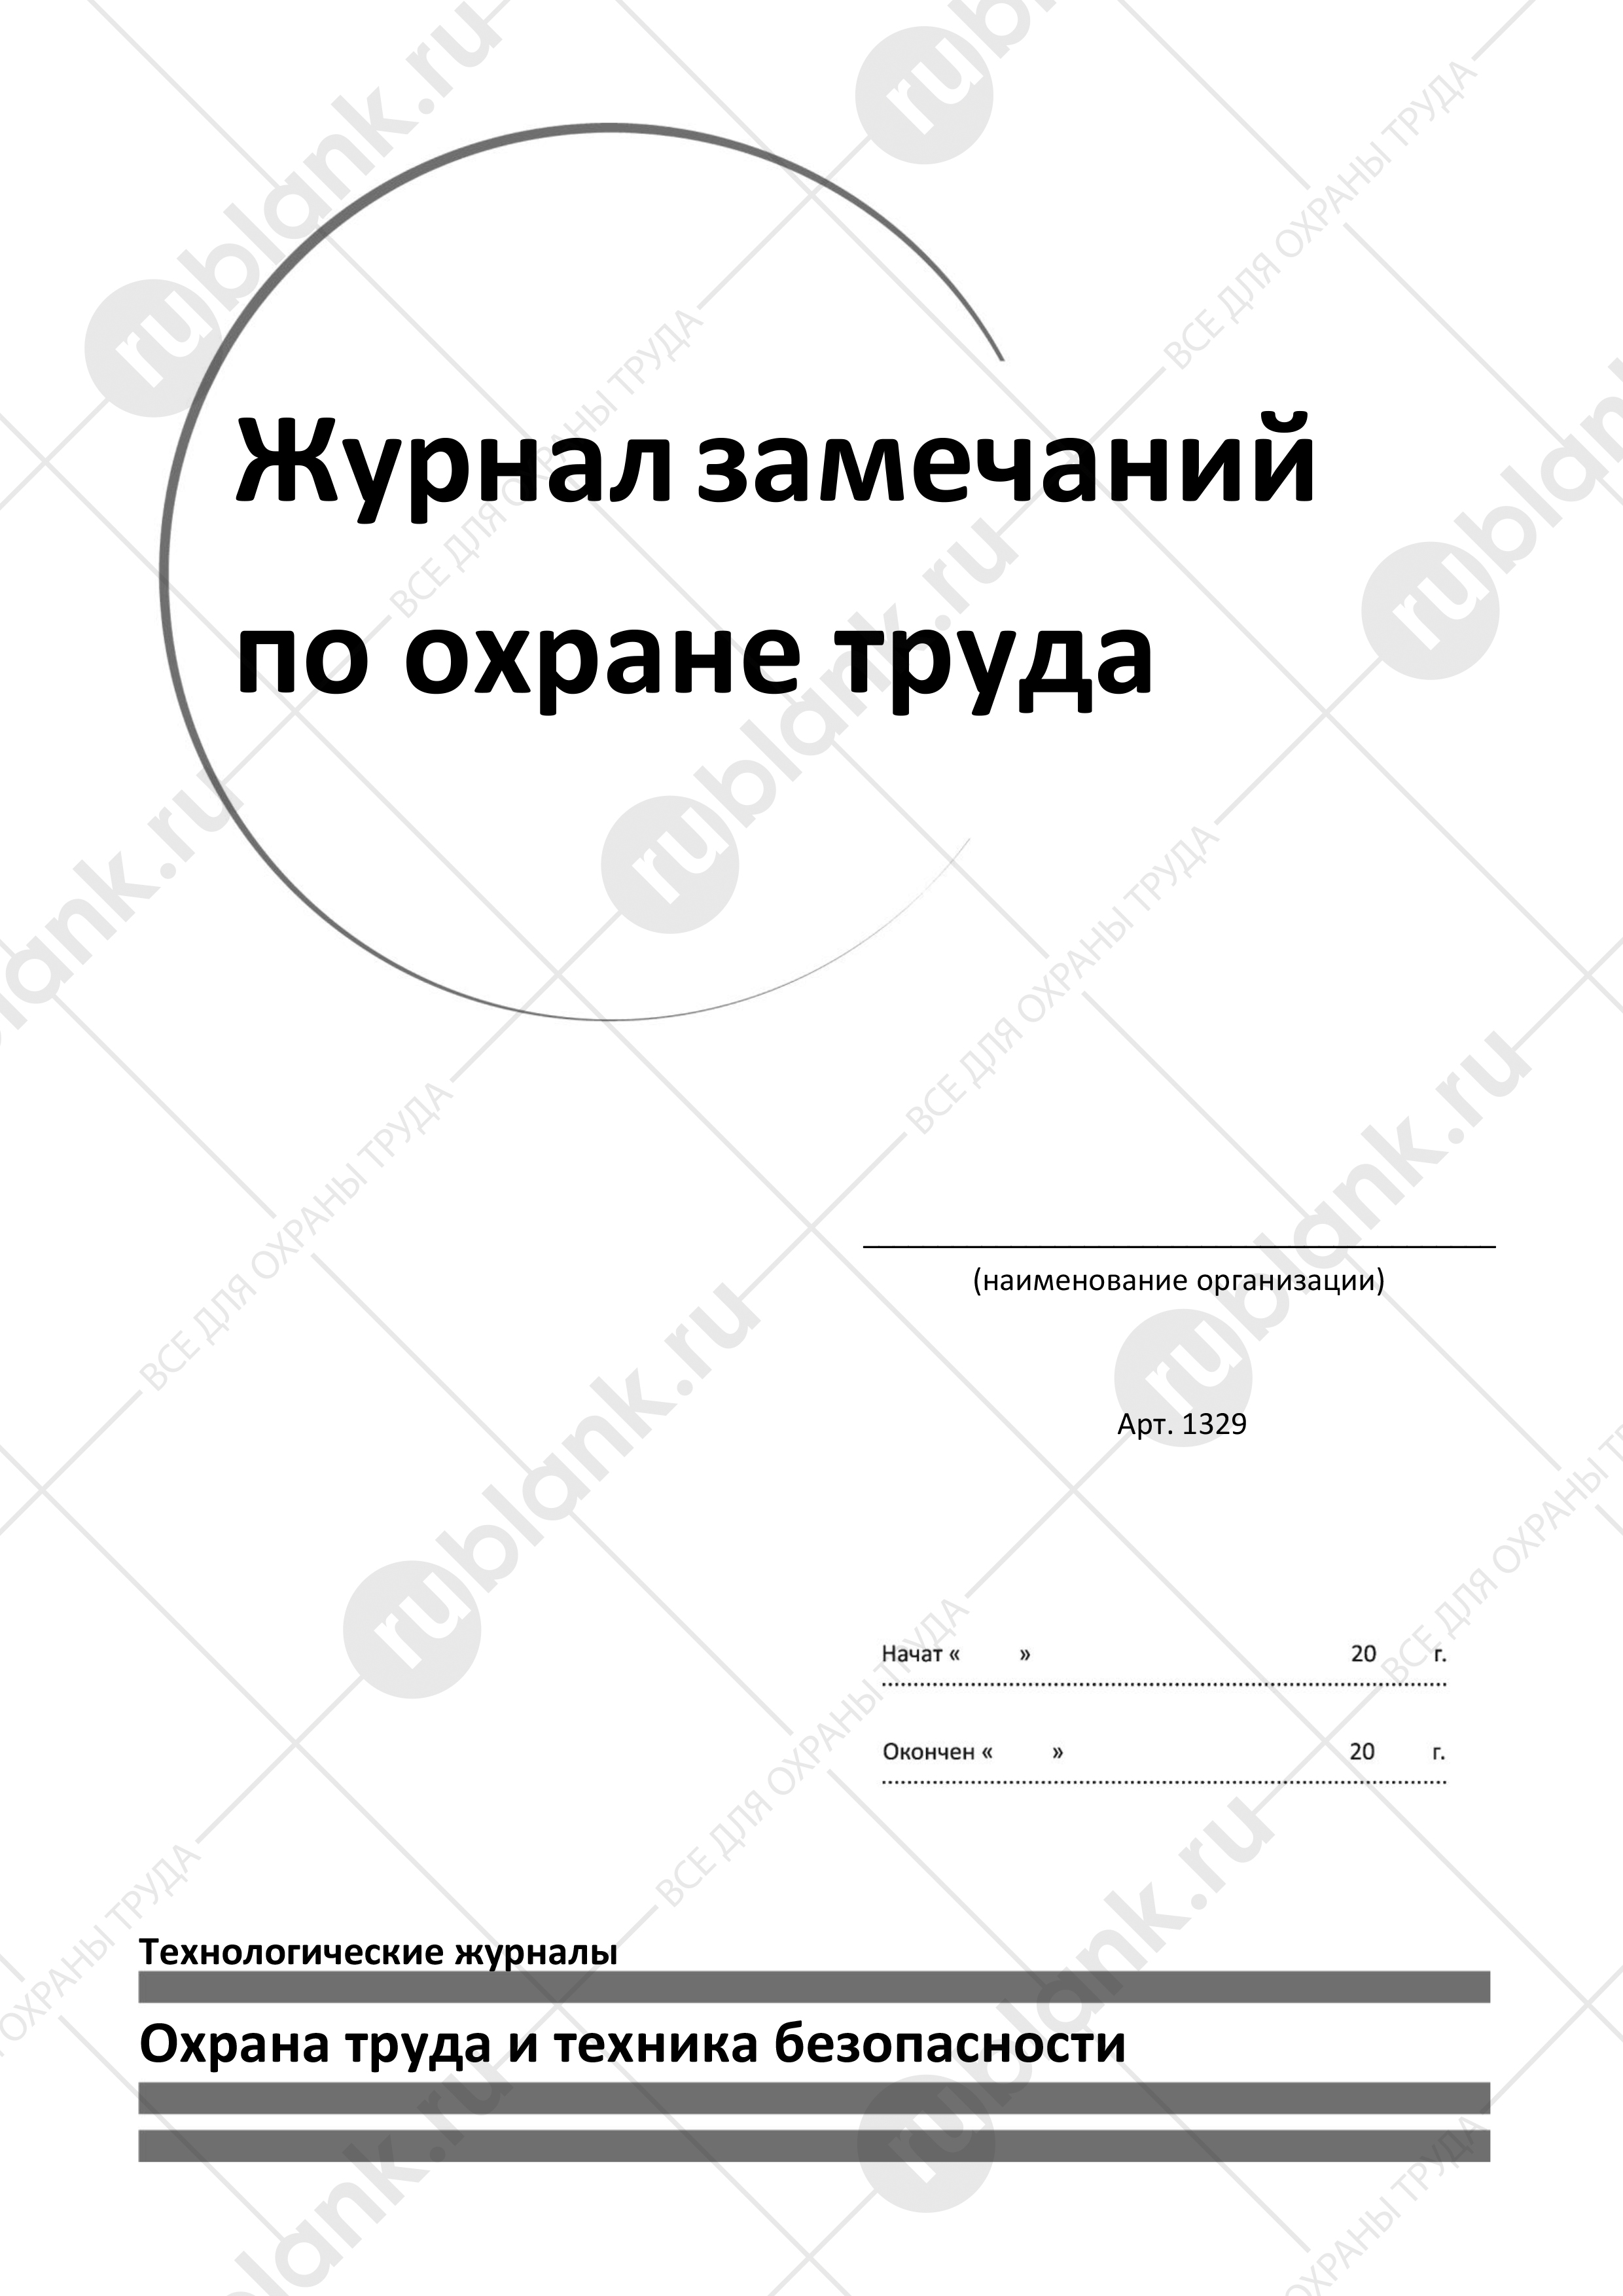 Журнал замечаний
по охране труда
(наименование организации)
Арт. 1329
Начат « » 20 г.
Окончен « » 20 г.
Технологические журналы
Охрана труда и техника безопасности
rublank.ru
ВСЕ ДЛЯ ОХРАНЫ ТРУДА